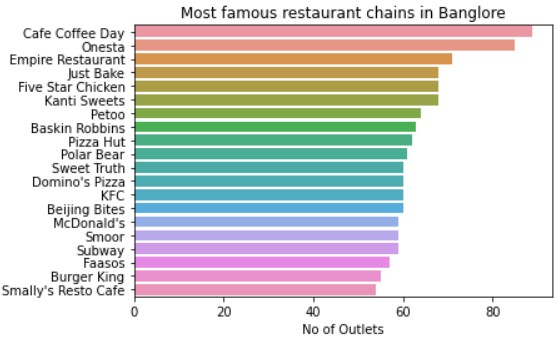 Most famous restaurant chains in Banglore
Cafe Coffee Day
Onesta
Empire Restaurant
Just Bake
Five Star Chicken
Kanti Sweets
Petoo
Baskin Robbins
Pizza Hut
Polar Bear
Sweet Truth
Domino's Pizza
KFC
Beijing Bites
McDonald's
Smoor
Subway
Faasos
Burger King
Smally's Resto Cafe
0 20 40 60 80
No of Outlets